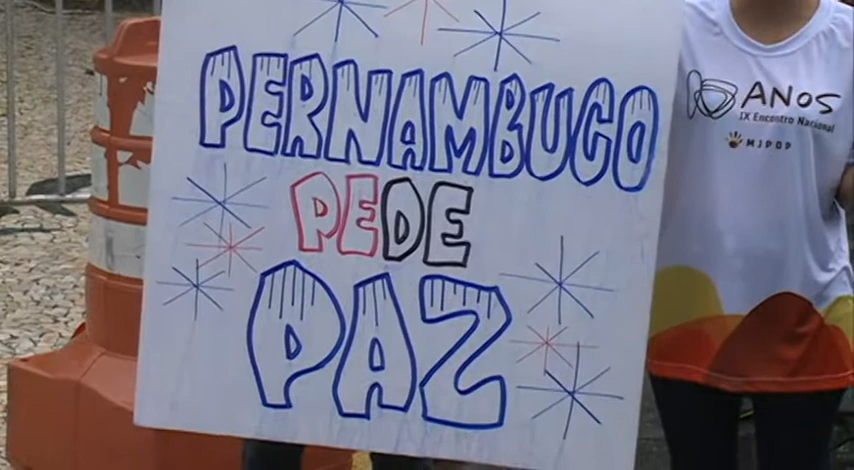 PERNAMBUCO
PEDE
PAZ
ANOS
IX Encontro Nacional
MJPOP